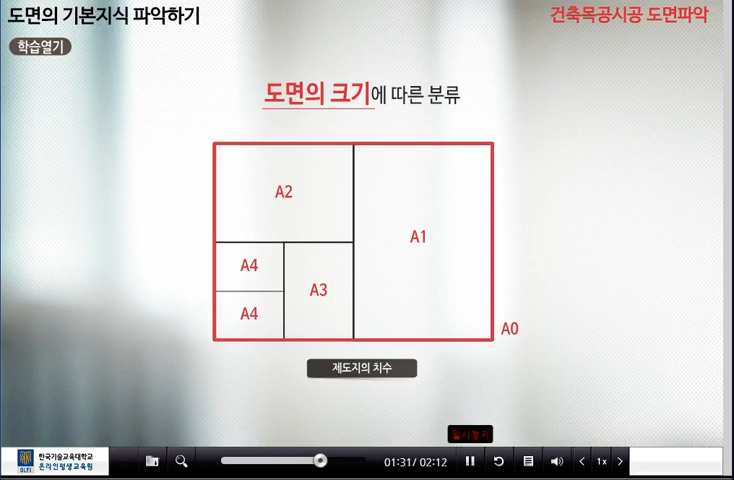 도면의 기본지식 파악하기
건축목공시공 도면파악
학습열기
도면의 크기에 따른 분류
A2
A1
A4
A3
A4
A0
제도지의 치수
일시정지
한국기술교육대학교
온라인평생교육원
01:31/ 02:12
1x